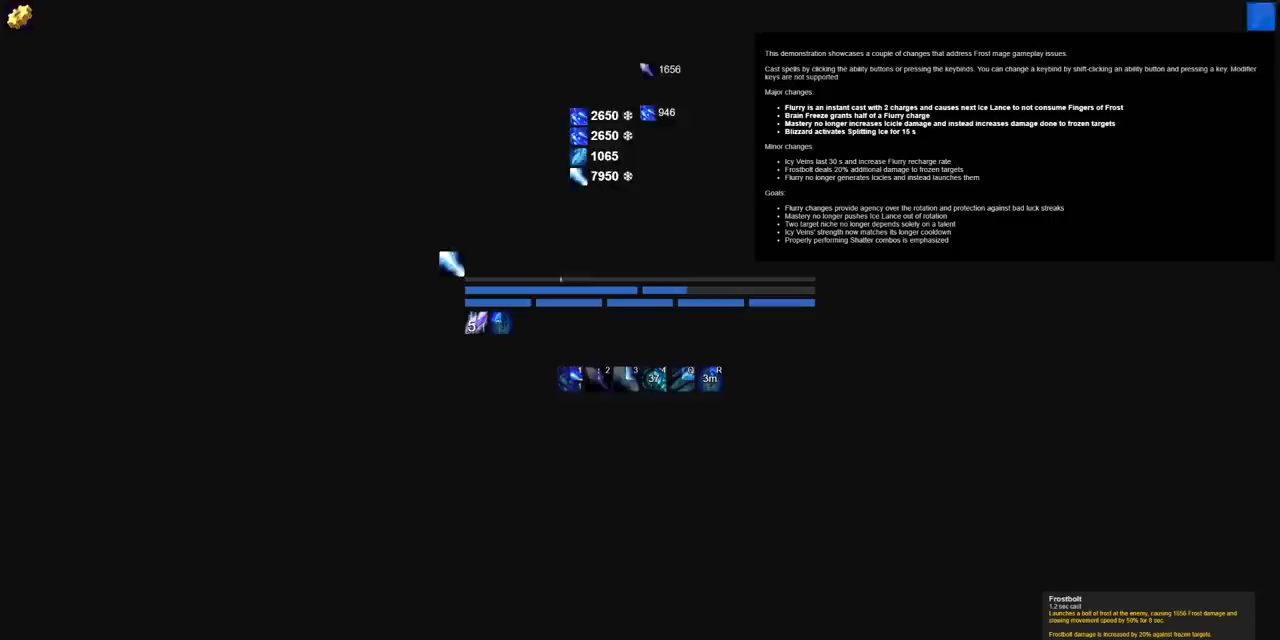 This demonstration showcases a couple of changes that address Frost mage gameplay issues.
Cast spells by clicking the ability buttons or pressing the keybinds. You can change a keybind by shift-clicking an ability button and pressing a key. Modifier
keys are not supported
Major changes:
Flurry is an instant cast with 2 charges and causes next Ice Lance to not consume Fingers of Frost
Brain Freeze grants half of a Flurry charge
Mastery no longer increases Icicle damage and instead increases damage done to frozen targets
Blizzard activates Splitting Ice for 15 s
Minor changes:
Icy Veins last 30 s and increase Flurry recharge rate
Frostbolt deals 20% additional damage to frozen targets
Flurry no longer generates Icicles and instead launches them
Goals:
Flurry changes provide agency over the rotation and protection against bad luck streaks
Mastery no longer pushes Ice Lance out of rotation
Two target niche no longer depends solely on a talent
Icy Veins' strength now matches its longer cooldown
Properly performing Shatter combos is emphasized
1656
2650 946
2650
1065
7950
5
1 2 3 4 R
1 37 3m
Frostbolt
1.2 sec cast
Launches a bolt of frost at the enemy, causing 1556 Frost damage and
slowing movement speed by 50% for 8 sec.
Frostbolt damage is increased by 20% against frozen targets.